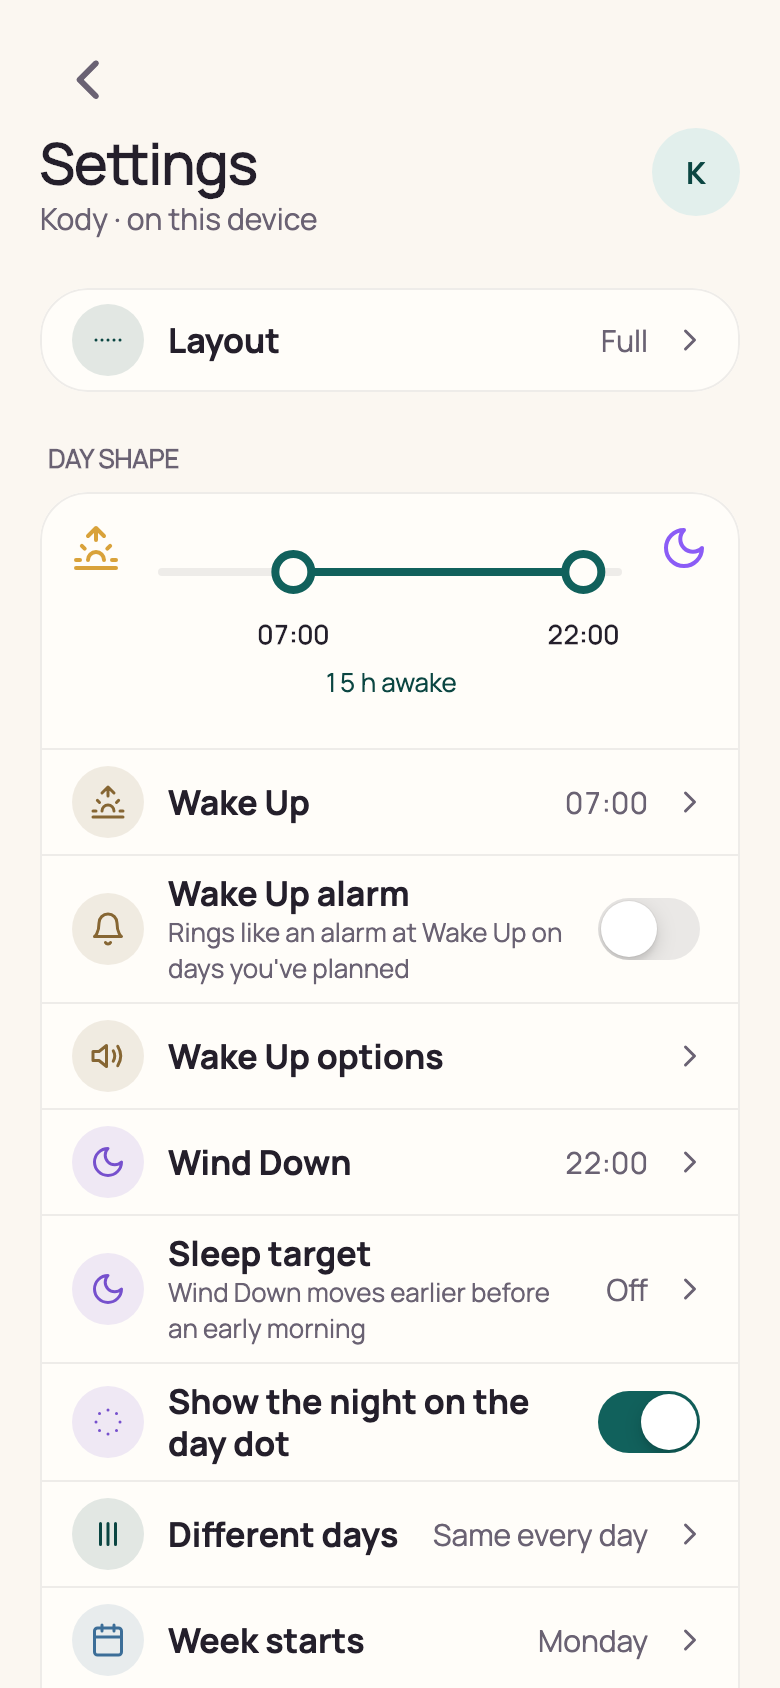 Settings
Kody · on this device
K
Layout
Full
DAY SHAPE
07:00
22:00
15 h awake
Wake Up
07:00
Wake Up alarm
Rings like an alarm at Wake Up on
days you've planned
Wake Up options
Wind Down
22:00
Sleep target
Wind Down moves earlier before
an early morning
Off
Show the night on the
day dot
Different days
Same every day
Week starts
Monday